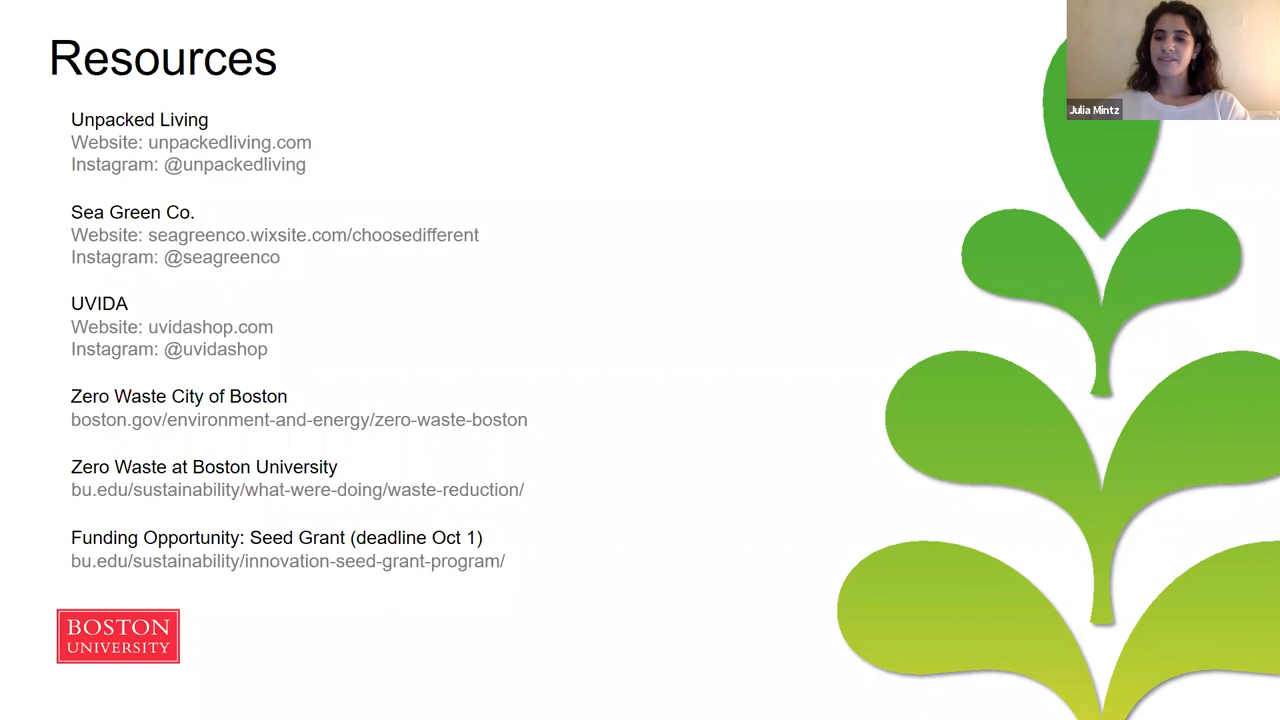 Resources
Julia Mintz
Unpacked Living
Website: unpackedliving.com
Instagram: @unpackedliving
Sea Green Co.
Website: seagreenco.wixsite.com/choosedifferent
Instagram: @seagreenco
UVIDA
Website: uvidashop.com
Instagram: @uvidashop
Zero Waste City of Boston
boston.gov/environment-and-energy/zero-waste-boston
Zero Waste at Boston University
bu.edu/sustainability/what-were-doing/waste-reduction/
Funding Opportunity: Seed Grant (deadline Oct 1)
bu.edu/sustainability/innovation-seed-grant-program/
BOSTON
UNIVERSITY